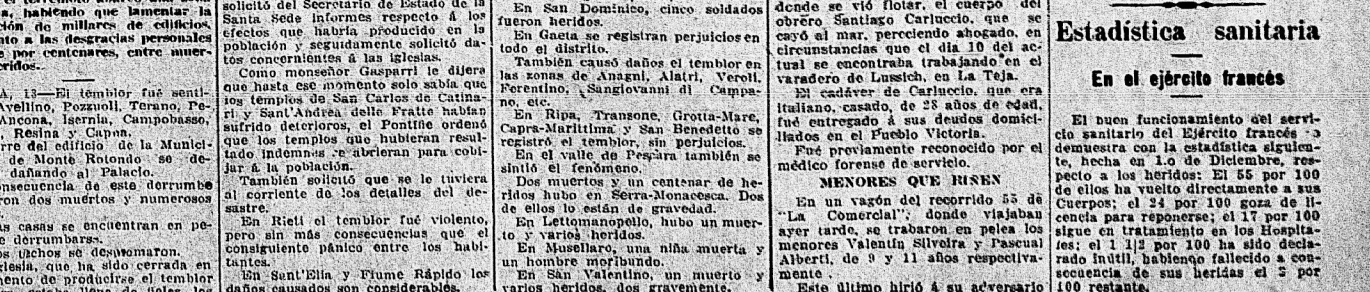 a, habiendo que lamentar la
ción de millares de edificios,
nto a las desgracias personales
e por centenares, entre muer-
ridos.
A, 13—El temblor fué senti-
Avellino, Pozzuoli, Terano, Pe-
Ancona, Isernia, Campobasso,
, Resina y Capua.
rre del edificio de la Munici-
de Monte Rotondo se de-
dañando al Palacio.
nsecuencia de este derrumbe
ron dos muertos y numerosos
as casas se encuentran en pe-
e derrumbarse.
os techos se desplomaron.
glesia, que ha sido cerrada en
mento de producirse el temblor
solicitó del Secretario de Estado de la
Santa Sede informes respecto á los
efectos que habría producido en la
población y seguidamente solicitó da-
tos concernientes á las iglesias.
Como monseñor Gasparri le dijera
que hasta ese momento solo sabía que
los templos de San Carlos de Catina-
ri y Sant'Andrea delle Fratte habían
sufrido deterioros, el Pontífice ordenó
que los templos que hubieran resul-
tado indemnes se abrieran para cobi-
jar á la población.
También solicitó que se lo tuviera
al corriente de los detalles del de-
sastre.
En Rieti el temblor fué violento,
pero sin más consecuencias que el
consiguiente pánico entre los habi-
tantes.
En Sant'Elía y Fiume Rápido los
daños causados son considerables.
En San Dominico, cinco soldados
fueron heridos.
En Gaeta se registran perjuicios en
todo el distrito.
También causó daños el temblor en
las zonas de Anagni, Alatri, Veroli,
Ferentino, Sangiovanni di Campa-
no, etc.
En Ripa, Transone, Grotta-Mare,
Capra-Marittima y San Benedetto se
registró el temblor, sin perjuicios.
En el valle de Pescara también se
sintió el fenómeno.
Dos muertos y un centenar de he-
ridos hubo en Serra-Monacesca. Dos
de ellos lo están de gravedad.
En Lettomanopello, hubo un muer-
to y varios heridos.
En Musellaro, una niña muerta y
un hombre moribundo.
En San Valentino, un muerto y
varios heridos, dos gravemente.
donde se vió flotar, el cuerpo del
obrero Santiago Carluccio, que se
cayó al mar, pereciendo ahogado, en
circunstancias que el dia 10 del ac-
tual se encontraba trabajando en el
varadero de Lussich, en La Teja.
El cadáver de Carluccio, que era
italiano, casado, de 28 años de edad,
fué entregado á sus deudos domici-
liados en el Pueblo Victoria.
Fué previamente reconocido por el
médico forense de servicio.
MENORES QUE RIÑEN
En un vagón del recorrido 55 de
"La Comercial", donde viajaban
ayer tarde, se trabaron en pelea los
menores Valentín Silveira y Pascual
Alberti, de 9 y 11 años respectiva-
mente.
Este último hirió á su adversario
Estadística sanitaria
En el ejército francés
El buen funcionamiento del servi-
cio sanitario del Ejército francés o
demuestra con la estadística siguien-
te, hecha en 1.o de Diciembre, res-
pecto a los heridos: El 55 por 100
de ellos ha vuelto directamente a sus
Cuerpos; el 24 por 100 goza de li-
cencia para reponerse; el 17 por 100
sigue en tratamiento en los Hospita-
les; el 1 1|2 por 100 ha sido decla-
rado inútil, habiendo fallecido a con-
secuencia de sus heridas el 3 por
100 restante.